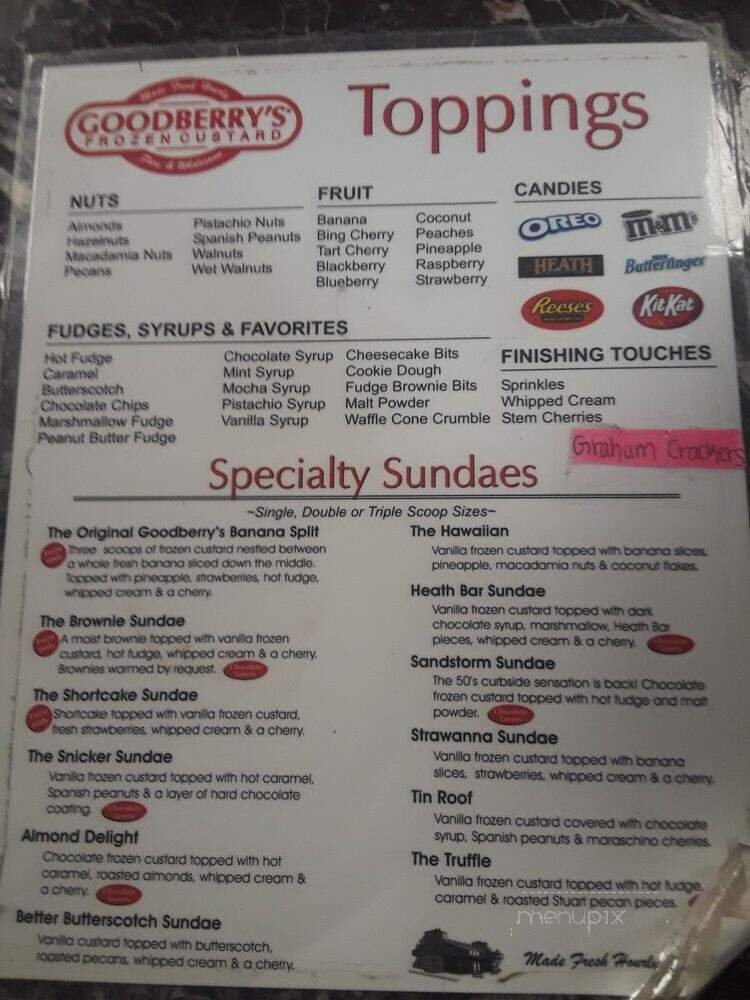 Made Fresh Hourly
GOODBERRY'S
FROZEN CUSTARD
Pure & Wholesome
Toppings
NUTS
Almonds
Hazelnuts
Macadamia Nuts
Pecans
Pistachio Nuts
Spanish Peanuts
Walnuts
Wet Walnuts
FRUIT
Banana
Bing Cherry
Tart Cherry
Blackberry
Blueberry
Coconut
Peaches
Pineapple
Raspberry
Strawberry
CANDIES
OREO
m&m's
HEATH
Butterfinger
Reese's
KitKat
FUDGES, SYRUPS & FAVORITES
Hot Fudge
Caramel
Butterscotch
Chocolate Chips
Marshmallow Fudge
Peanut Butter Fudge
Chocolate Syrup
Mint Syrup
Mocha Syrup
Pistachio Syrup
Vanilla Syrup
Cheesecake Bits
Cookie Dough
Fudge Brownie Bits
Malt Powder
Waffle Cone Crumble
FINISHING TOUCHES
Sprinkles
Whipped Cream
Stem Cherries
Graham Crackers
Specialty Sundaes
~Single, Double or Triple Scoop Sizes~
The Original Goodberry's Banana Split
Three scoops of frozen custard nestled between
a whole fresh banana sliced down the middle.
Topped with pineapple, strawberries, hot fudge,
whipped cream & a cherry.
The Brownie Sundae
A moist brownie topped with vanilla frozen
custard, hot fudge, whipped cream & a cherry.
Brownies warmed by request. Chocolate Lovers
The Shortcake Sundae
Shortcake topped with vanilla frozen custard,
fresh strawberries, whipped cream & a cherry.
The Snicker Sundae
Vanilla frozen custard topped with hot caramel,
Spanish peanuts & a layer of hard chocolate
coating. Chocolate Lovers
Almond Delight
Chocolate frozen custard topped with hot
caramel, roasted almonds, whipped cream &
a cherry. Chocolate Lovers
Better Butterscotch Sundae
Vanilla custard topped with butterscotch,
roasted pecans, whipped cream & a cherry.
The Hawaiian
Vanilla frozen custard topped with banana slices,
pineapple, macadamia nuts & coconut flakes.
Heath Bar Sundae
Vanilla frozen custard topped with dark
chocolate syrup, marshmallow, Heath Bar
pieces, whipped cream & a cherry. Chocolate Lovers
Sandstorm Sundae
The 50's curbside sensation is back! Chocolate
frozen custard topped with hot fudge and malt
powder. Chocolate Lovers
Strawanna Sundae
Vanilla frozen custard topped with banana
slices, strawberries, whipped cream & a cherry.
Tin Roof
Vanilla frozen custard covered with chocolate
syrup, Spanish peanuts & maraschino cherries.
The Truffle
Vanilla frozen custard topped with hot fudge,
caramel & roasted Stuart pecan pieces.
menupix
Made Fresh Hourly